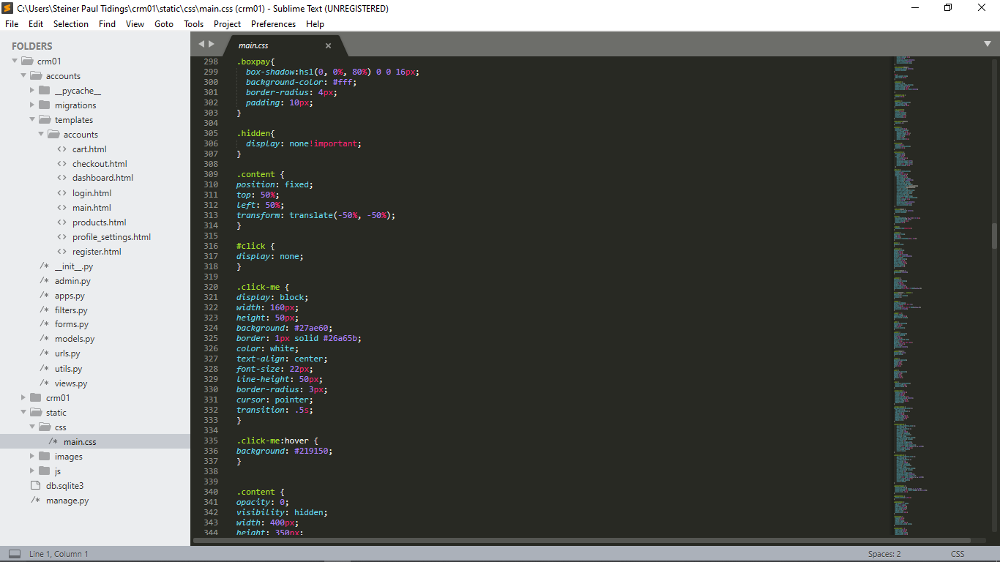 C:\Users\Steiner Paul Tidings\crm01\static\css\main.css (crm01) - Sublime Text (UNREGISTERED)
File Edit Selection Find View Goto Tools Project Preferences Help
FOLDERS
crm01
accounts
__pycache__
migrations
templates
accounts
<> cart.html
<> checkout.html
<> dashboard.html
<> login.html
<> main.html
<> products.html
<> profile_settings.html
<> register.html
/* __init__.py
/* admin.py
/* apps.py
/* filters.py
/* forms.py
/* models.py
/* urls.py
/* utils.py
/* views.py
crm01
static
css
/* main.css
images
js
db.sqlite3
/* manage.py
main.css ×
298 .boxpay{
299 box-shadow:hsl(0, 0%, 80%) 0 0 16px;
300 background-color: #fff;
301 border-radius: 4px;
302 padding: 10px;
303 }
304
305 .hidden{
306 display: none!important;
307 }
308
309 .content {
310 position: fixed;
311 top: 50%;
312 left: 50%;
313 transform: translate(-50%, -50%);
314 }
315
316 #click {
317 display: none;
318 }
319
320 .click-me {
321 display: block;
322 width: 160px;
323 height: 50px;
324 background: #27ae60;
325 border: 1px solid #26a65b;
326 color: white;
327 text-align: center;
328 font-size: 22px;
329 line-height: 50px;
330 border-radius: 3px;
331 cursor: pointer;
332 transition: .5s;
333 }
334
335 .click-me:hover {
336 background: #219150;
337 }
338
339
340 .content {
341 opacity: 0;
342 visibility: hidden;
343 width: 400px;
344 height: 350px;
Line 1, Column 1
Spaces: 2
CSS